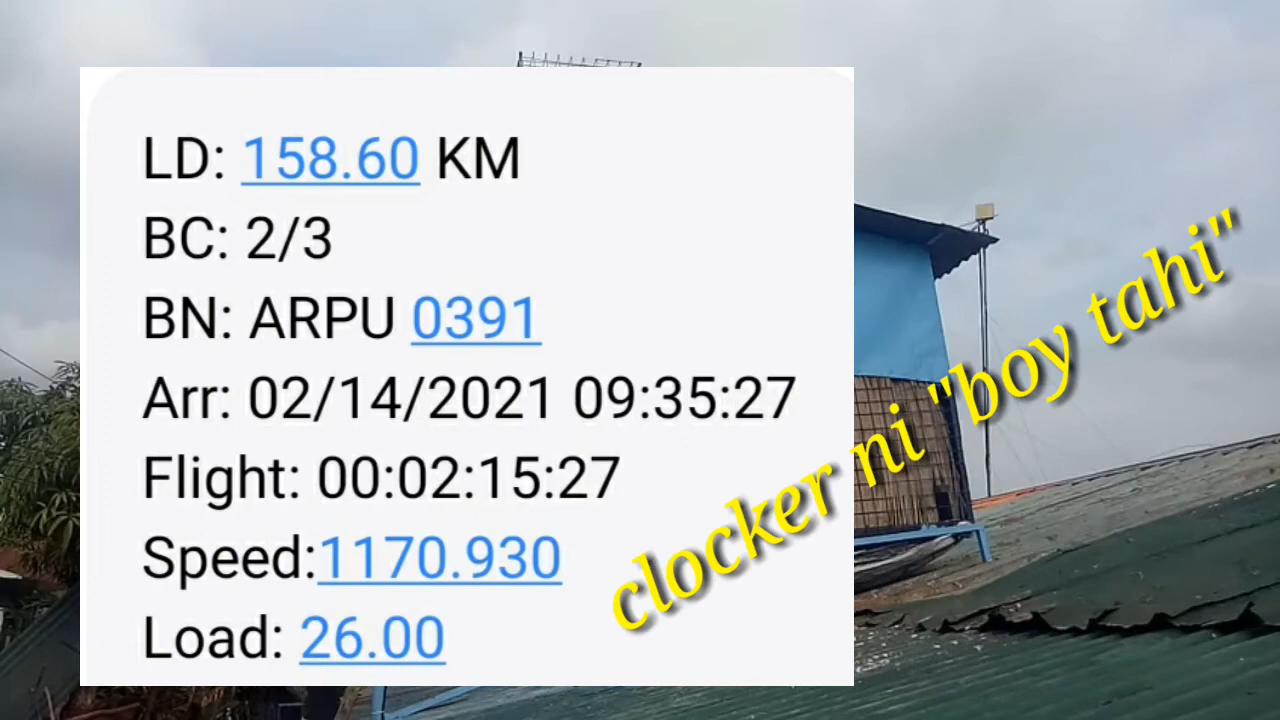 LD: 158.60 KM
BC: 2/3
BN: ARPU 0391
Arr: 02/14/2021 09:35:27
Flight: 00:02:15:27
Speed:1170.930
Load: 26.00
clocker ni "boy tahi"